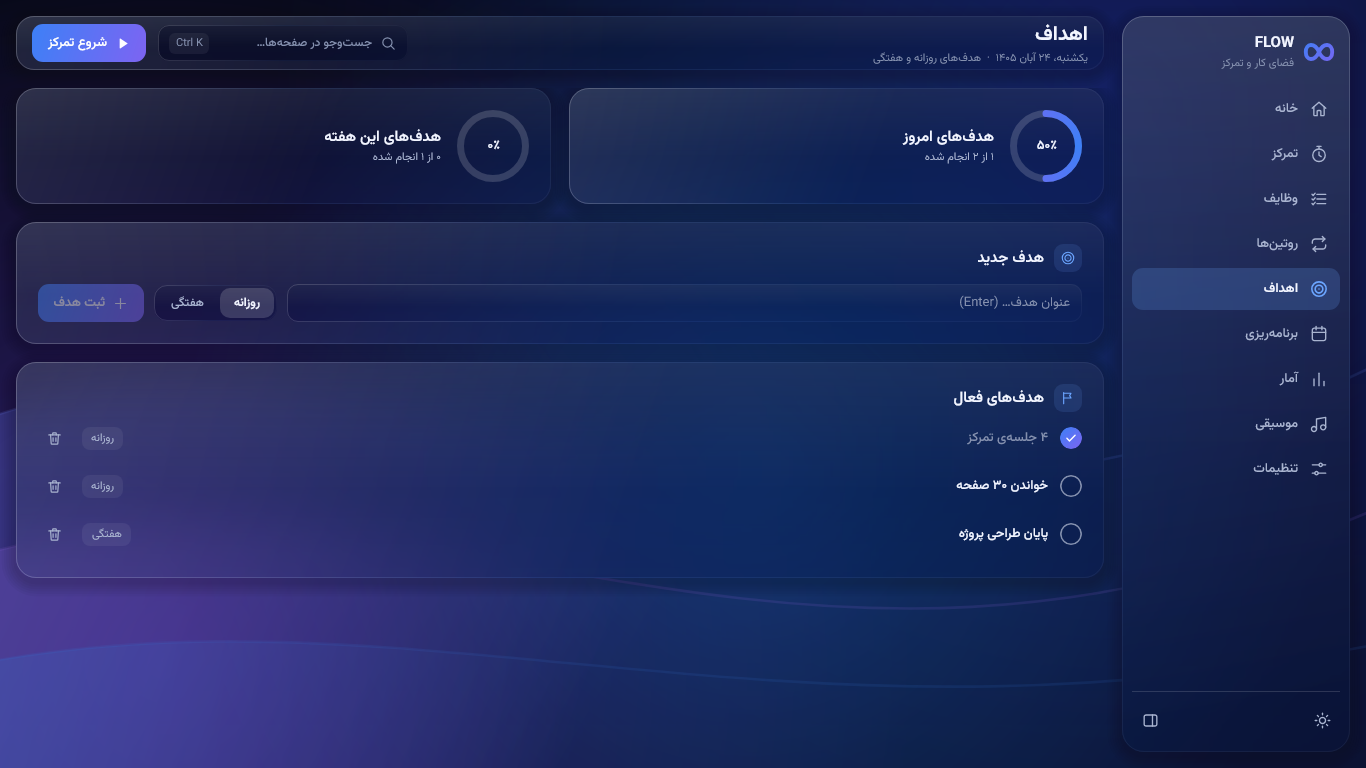 FLOW
فضای کار و تمرکز
خانه
تمرکز
وظایف
روتین‌ها
اهداف
برنامه‌ریزی
آمار
موسیقی
تنظیمات
اهداف
یکشنبه، ۲۴ آبان ۱۴۰۵ · هدف‌های روزانه و هفتگی
جست‌وجو در صفحه‌ها…
Ctrl K
شروع تمرکز
۵۰٪
هدف‌های امروز
۱ از ۲ انجام شده
۰٪
هدف‌های این هفته
۰ از ۱ انجام شده
هدف جدید
عنوان هدف… (Enter)
روزانه
هفتگی
ثبت هدف
هدف‌های فعال
۴ جلسه‌ی تمرکز
روزانه
خواندن ۳۰ صفحه
روزانه
پایان طراحی پروژه
هفتگی